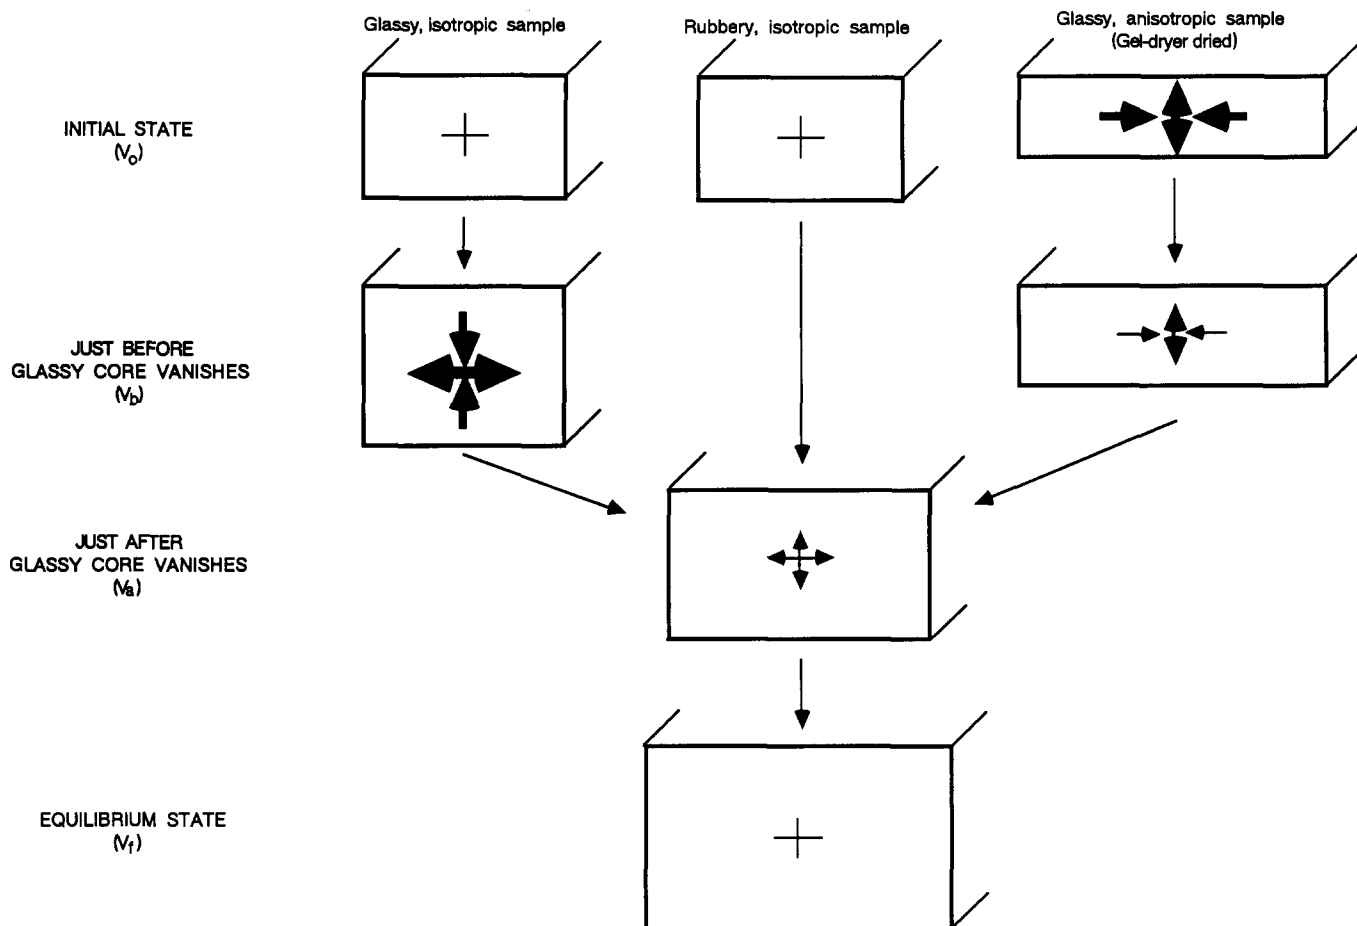 Glassy, isotropic sample
Rubbery, isotropic sample
Glassy, anisotropic sample
(Gel-dryer dried)
INITIAL STATE
(Vo)
JUST BEFORE
GLASSY CORE VANISHES
(Vb)
JUST AFTER
GLASSY CORE VANISHES
(Va)
EQUILIBRIUM STATE
(Vf)